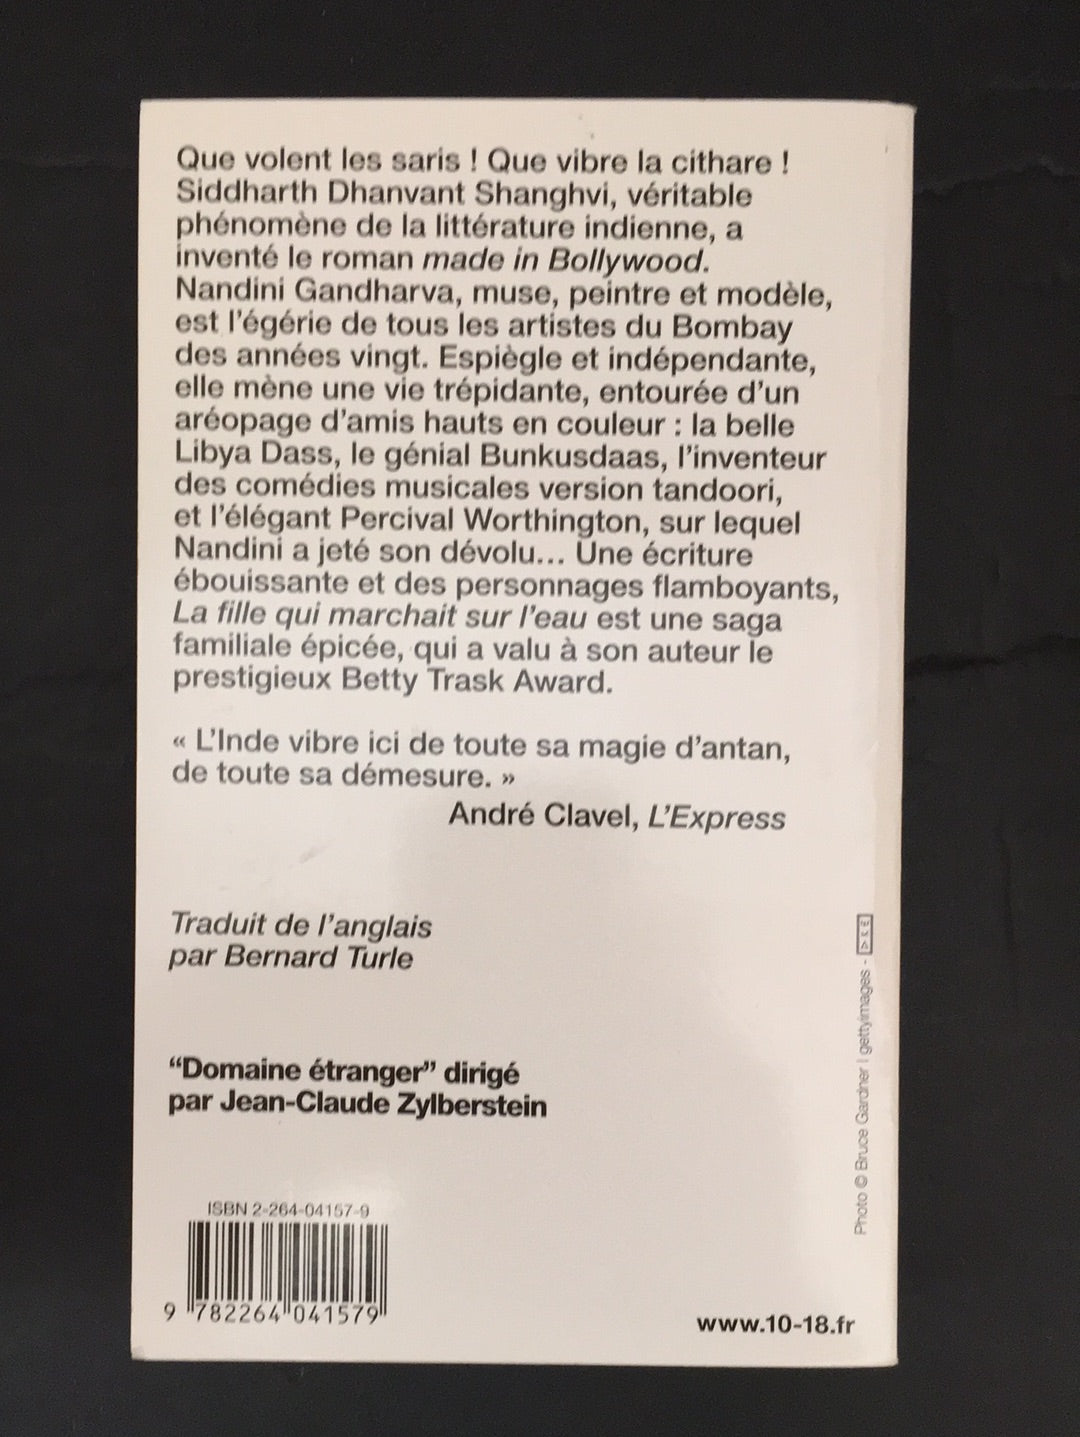 Que volent les saris ! Que vibre la cithare !
Siddharth Dhanvant Shanghvi, véritable
phénomène de la littérature indienne, a
inventé le roman made in Bollywood.
Nandini Gandharva, muse, peintre et modèle,
est l'égérie de tous les artistes du Bombay
des années vingt. Espiègle et indépendante,
elle mène une vie trépidante, entourée d'un
aréopage d'amis hauts en couleur : la belle
Libya Dass, le génial Bunkusdaas, l'inventeur
des comédies musicales version tandoori,
et l'élégant Percival Worthington, sur lequel
Nandini a jeté son dévolu... Une écriture
ébouissante et des personnages flamboyants,
La fille qui marchait sur l'eau est une saga
familiale épicée, qui a valu à son auteur le
prestigieux Betty Trask Award.
« L'Inde vibre ici de toute sa magie d'antan,
de toute sa démesure. »
André Clavel, L'Express
Traduit de l'anglais
par Bernard Turle
“Domaine étranger” dirigé
par Jean-Claude Zylberstein
ISBN 2-264-04157-9
9 782264 041579
www.10-18.fr
Photo © Bruce Gardner | gettyimages -